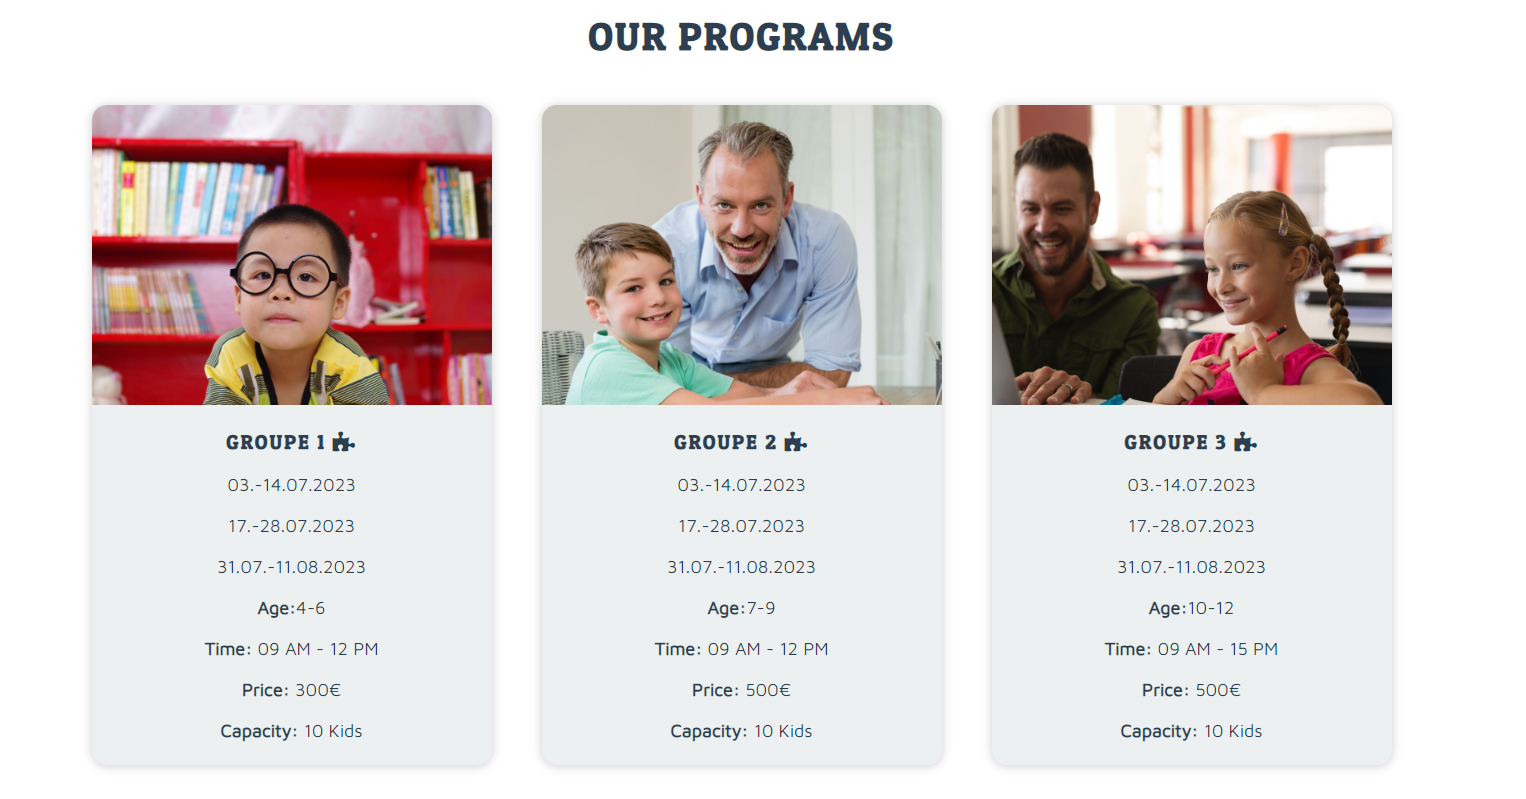 OUR PROGRAMS
GROUPE 1
03.-14.07.2023
17.-28.07.2023
31.07.-11.08.2023
Age:4-6
Time: 09 AM - 12 PM
Price: 300€
Capacity: 10 Kids
GROUPE 2
03.-14.07.2023
17.-28.07.2023
31.07.-11.08.2023
Age:7-9
Time: 09 AM - 12 PM
Price: 500€
Capacity: 10 Kids
GROUPE 3
03.-14.07.2023
17.-28.07.2023
31.07.-11.08.2023
Age:10-12
Time: 09 AM - 15 PM
Price: 500€
Capacity: 10 Kids